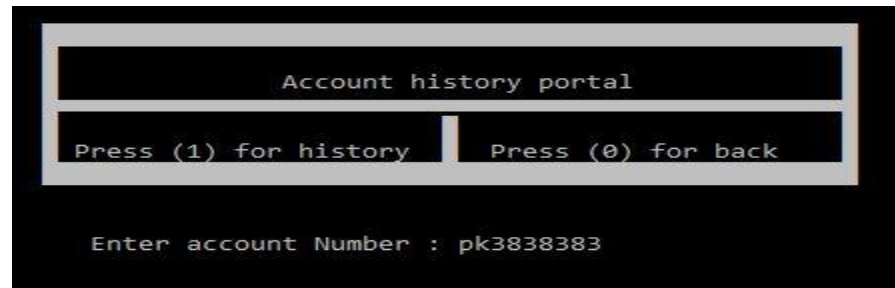 Account history portal
Press (1) for history Press (0) for back
Enter account Number : pk3838383